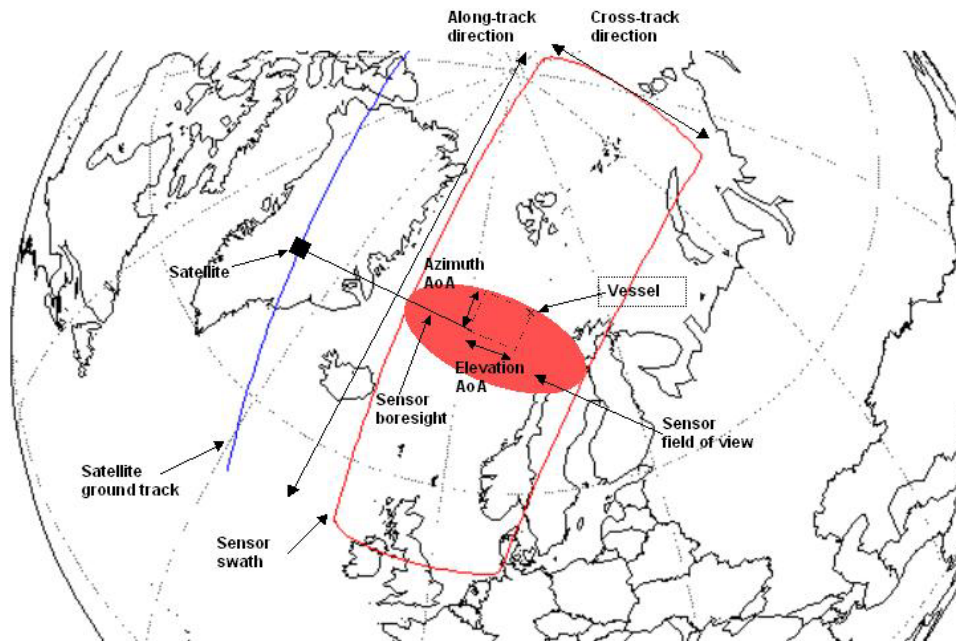 Along-track
direction
Cross-track
direction
Satellite
Azimuth
AoA
Vessel
Elevation
AoA
Sensor
boresight
Sensor
field of view
Satellite
ground track
Sensor
swath